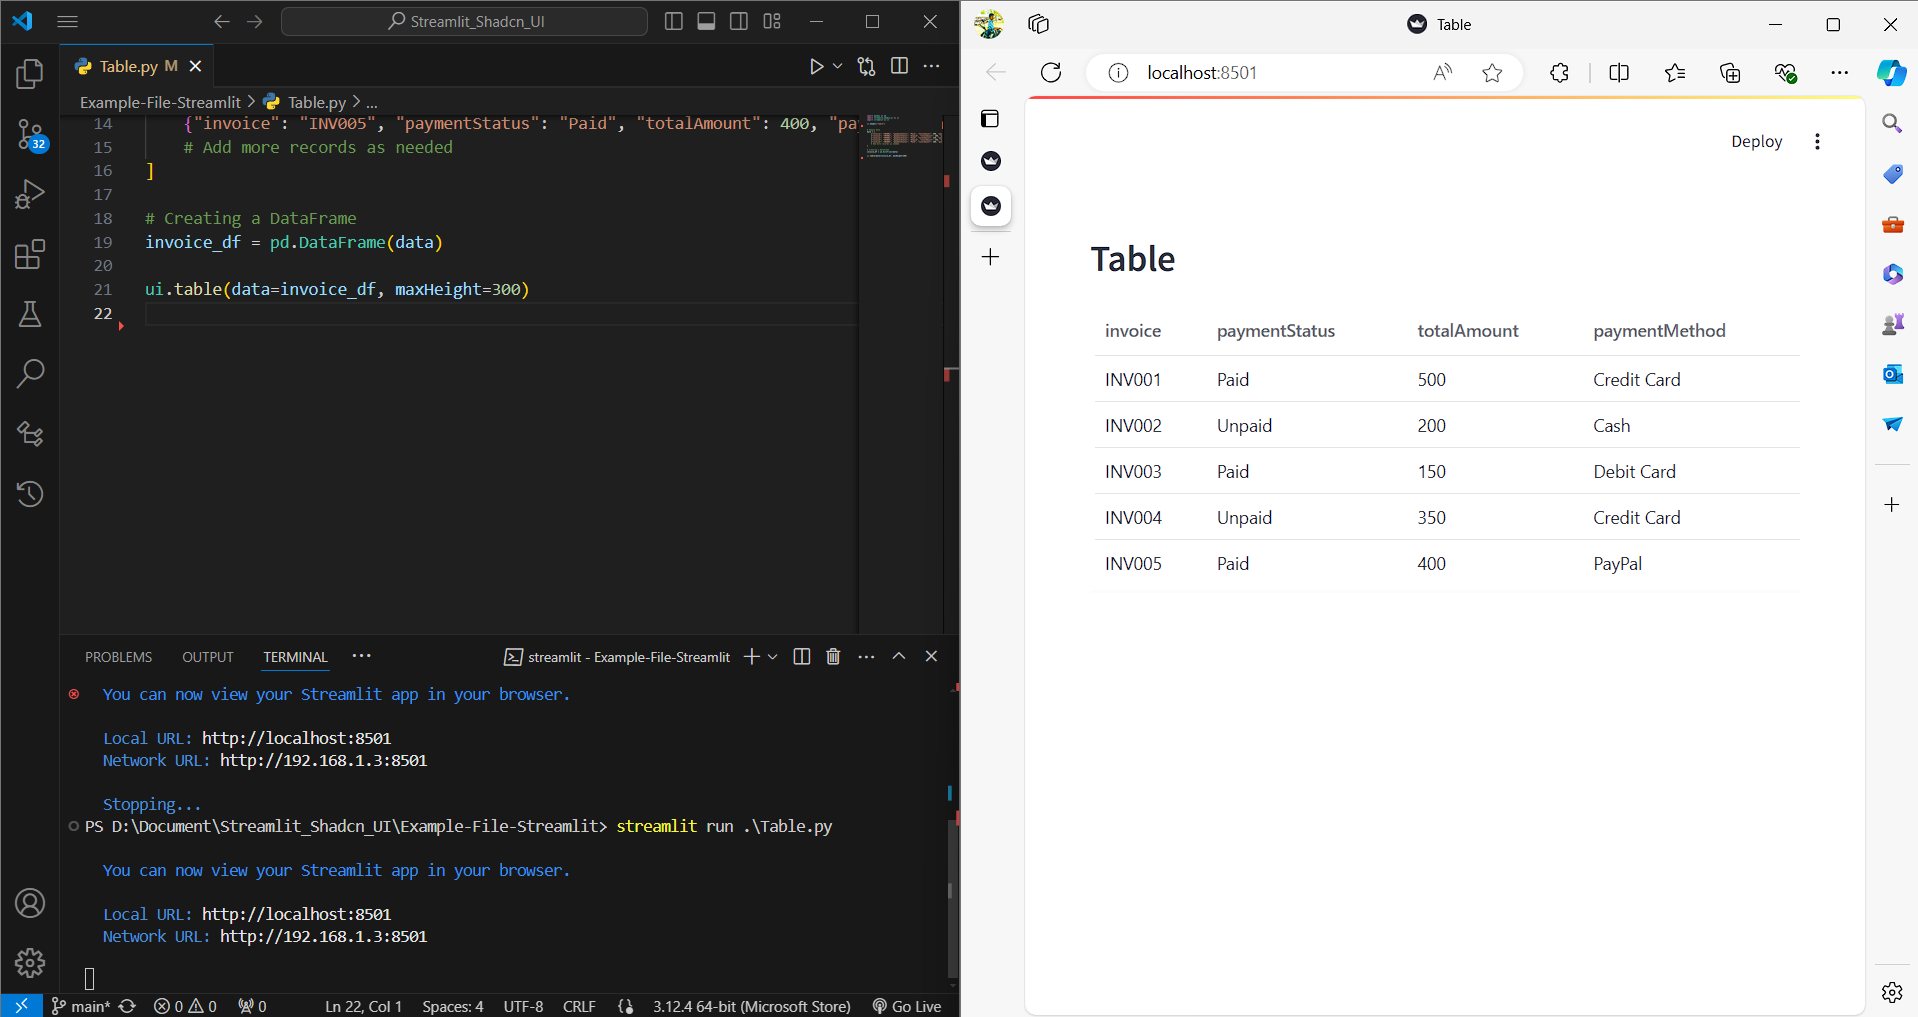 Streamlit_Shadcn_UI
Table.py M
Example-File-Streamlit > Table.py > ...
14 {"invoice": "INV005", "paymentStatus": "Paid", "totalAmount": 400, "pa
15 # Add more records as needed
16 ]
17
18 # Creating a DataFrame
19 invoice_df = pd.DataFrame(data)
20
21 ui.table(data=invoice_df, maxHeight=300)
22
32
PROBLEMS OUTPUT TERMINAL ... streamlit - Example-File-Streamlit
You can now view your Streamlit app in your browser.
Local URL: http://localhost:8501
Network URL: http://192.168.1.3:8501
Stopping...
PS D:\Document\Streamlit_Shadcn_UI\Example-File-Streamlit> streamlit run .\Table.py
You can now view your Streamlit app in your browser.
Local URL: http://localhost:8501
Network URL: http://192.168.1.3:8501
main* 0 0 0 Ln 22, Col 1 Spaces: 4 UTF-8 CRLF 3.12.4 64-bit (Microsoft Store) Go Live
Table
localhost:8501
Deploy
Table
invoice paymentStatus totalAmount paymentMethod
INV001 Paid 500 Credit Card
INV002 Unpaid 200 Cash
INV003 Paid 150 Debit Card
INV004 Unpaid 350 Credit Card
INV005 Paid 400 PayPal